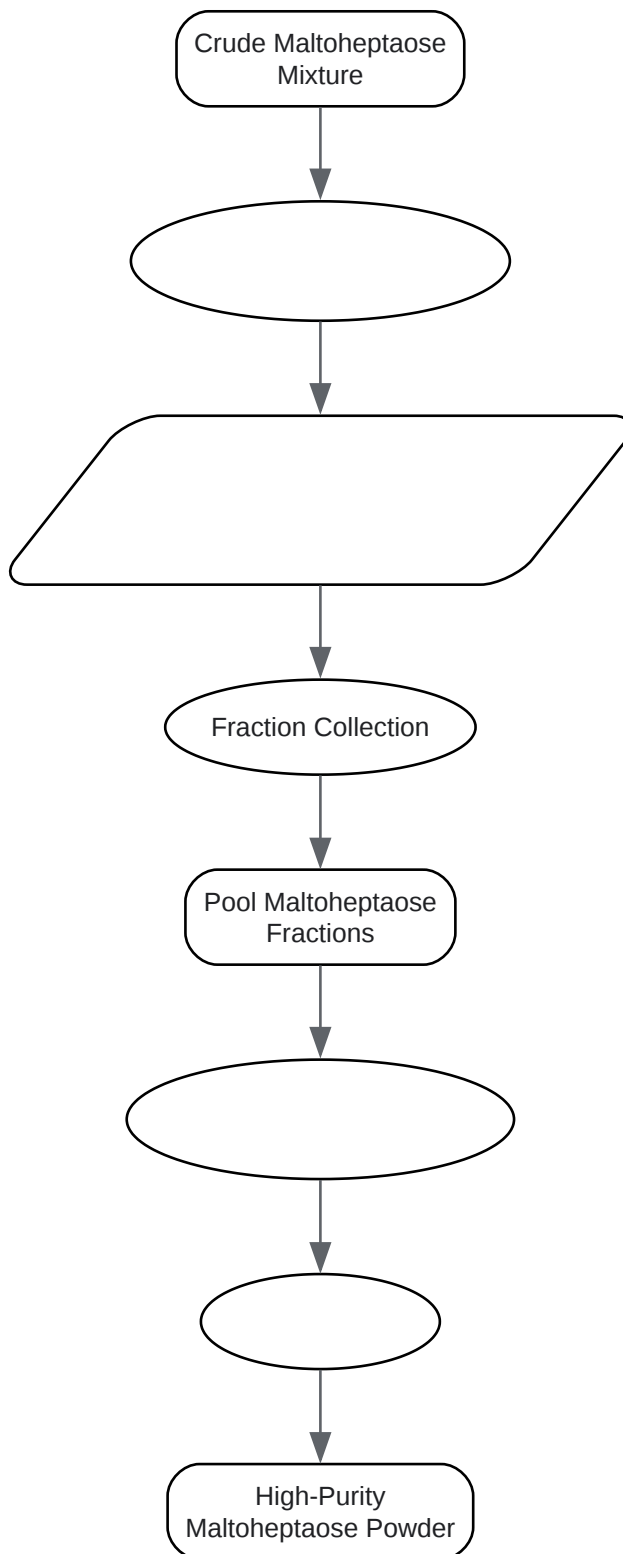 Crude Maltoheptaose
Mixture
Fraction Collection
Pool Maltoheptaose
Fractions
High-Purity
Maltoheptaose Powder